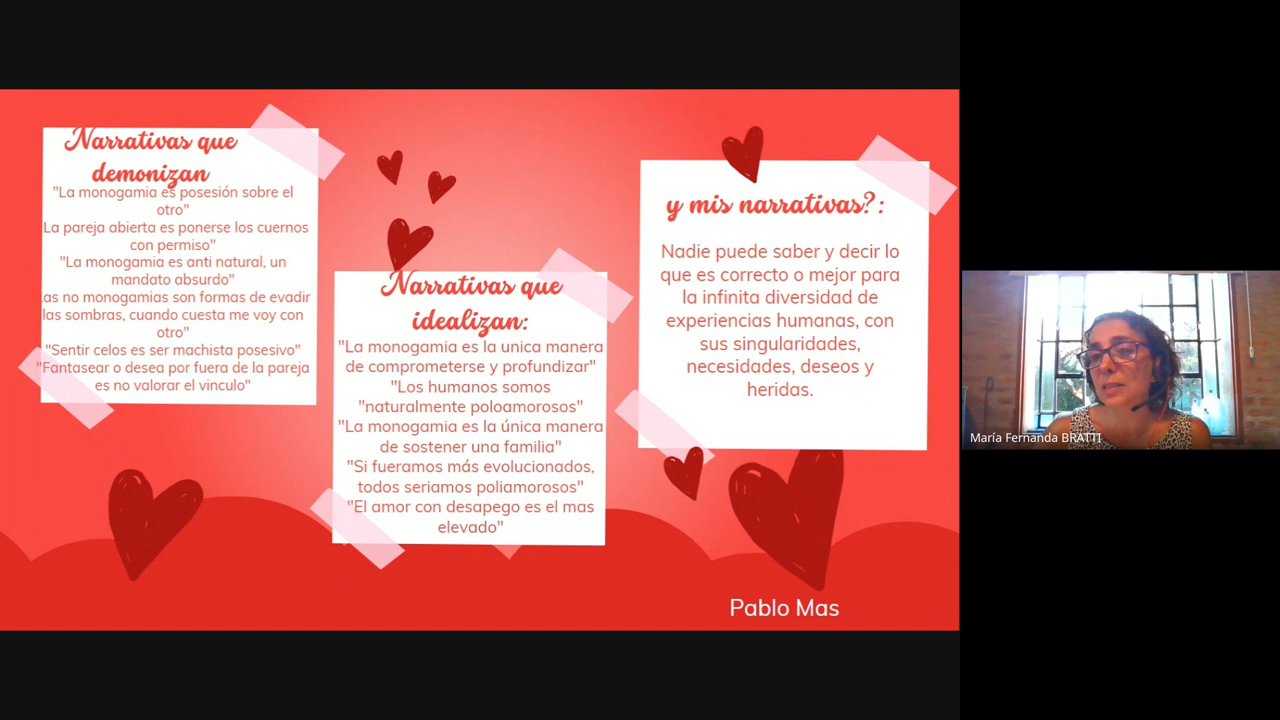 Narrativas que
demonizan
"La monogamia es posesión sobre el
otro"
La pareja abierta es ponerse los cuernos
con permiso"
"La monogamia es anti natural, un
mandato absurdo"
as no monogamias son formas de evadir
las sombras, cuando cuesta me voy con
otro"
"Sentir celos es ser machista posesivo"
"Fantasear o desea por fuera de la pareja
es no valorar el vinculo"
Narrativas que
idealizan:
"La monogamia es la unica manera
de comprometerse y profundizar"
"Los humanos somos
"naturalmente poloamorosos"
"La monogamia es la única manera
de sostener una familia"
"Si fueramos más evolucionados,
todos seriamos poliamorosos"
"El amor con desapego es el mas
elevado"
y mis narrativas?:
Nadie puede saber y decir lo
que es correcto o mejor para
la infinita diversidad de
experiencias humanas, con
sus singularidades,
necesidades, deseos y
heridas.
Pablo Mas
María Fernanda BRATTI